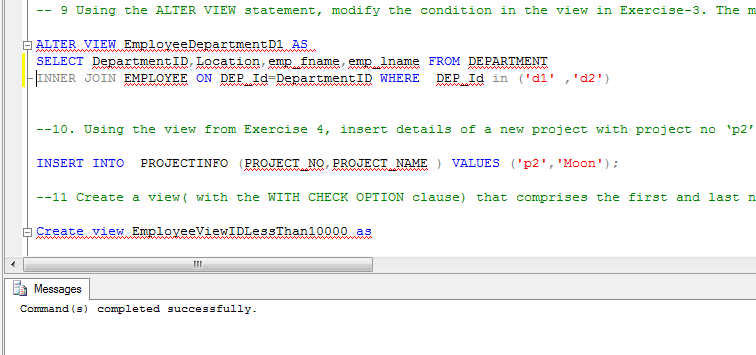 -- 9 Using the ALTER VIEW statement, modify the condition in the view in Exercise-3. The m
ALTER VIEW EmployeeDepartmentD1 AS
SELECT DepartmentID,Location,emp_fname,emp_lname FROM DEPARTMENT
INNER JOIN EMPLOYEE ON DEP_Id=DepartmentID WHERE  DEP_Id in ('d1' ,'d2')
--10. Using the view from Exercise 4, insert details of a new project with project no ‘p2’
INSERT INTO  PROJECTINFO (PROJECT_NO,PROJECT_NAME ) VALUES ('p2','Moon');
--11 Create a view( with the WITH CHECK OPTION clause) that comprises the first and last n
Create view EmployeeViewIDLessThan10000 as
Messages
Command(s) completed successfully.